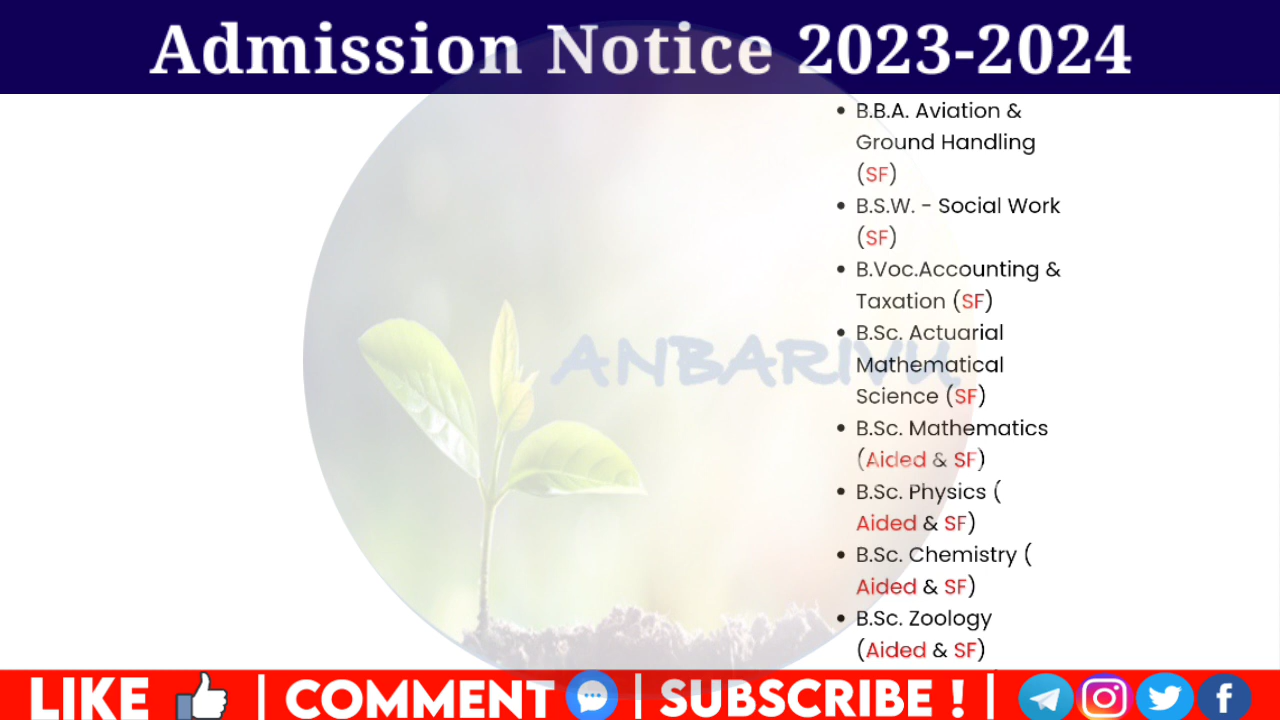 Admission Notice 2023-2024
• B.B.A. Aviation &
Ground Handling
(SF)
• B.S.W. - Social Work
(SF)
• B.Voc.Accounting &
Taxation (SF)
• B.Sc. Actuarial
Mathematical
Science (SF)
• B.Sc. Mathematics
(Aided & SF)
• B.Sc. Physics (
Aided & SF)
• B.Sc. Chemistry (
Aided & SF)
• B.Sc. Zoology
(Aided & SF)
ANBARIVU
LIKE | COMMENT | SUBSCRIBE ! |